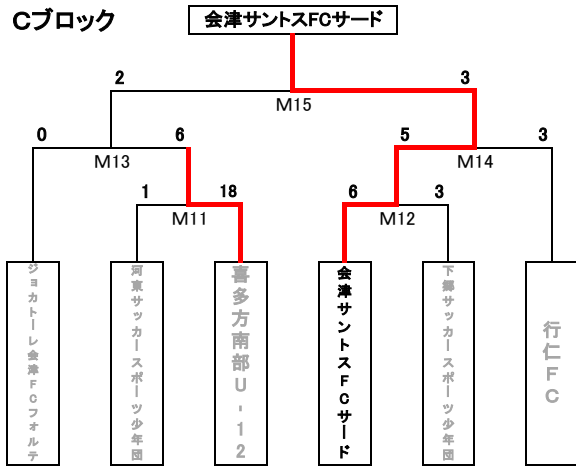 Cブロック
会津サントスFCサード
2
3
M15
0
6
5
3
M13
M14
1
18
6
3
M11
M12
ジョカトーレ会津FCフォルテ
河東サッカースポーツ少年団
喜多方南部U-12
会津サントスFCサード
下郷サッカースポーツ少年団
行仁FC